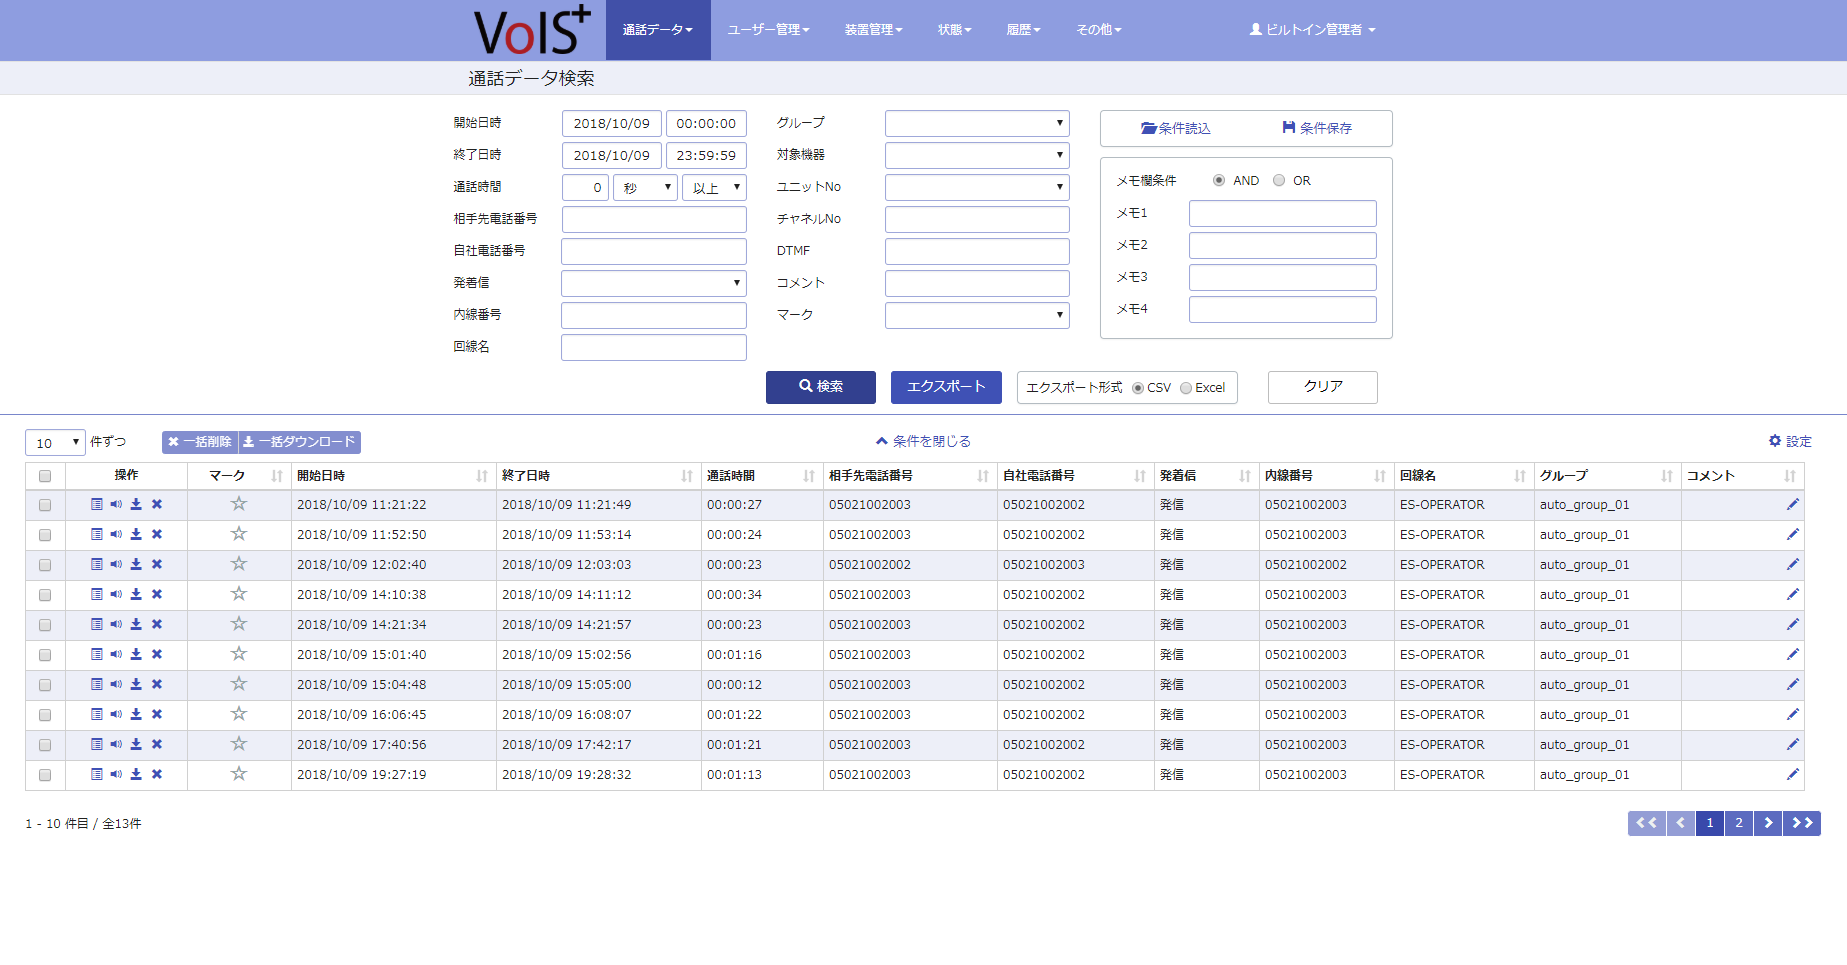 VoIS+ 通話データ ユーザー管理 装置管理 状態 履歴 その他 ビルトイン管理者
通話データ検索
開始日時 2018/10/09 00:00:00 グループ 条件読込 条件保存
終了日時 2018/10/09 23:59:59 対象機器
通話時間 0 秒 以上 ユニットNo メモ欄条件 AND OR
相手先電話番号 チャネルNo メモ1
自社電話番号 DTMF メモ2
発着信 コメント メモ3
内線番号 マーク メモ4
回線名
検索 エクスポート エクスポート形式 CSV Excel クリア
10 件ずつ 一括削除 一括ダウンロード 条件を閉じる 設定
操作 マーク 開始日時 終了日時 通話時間 相手先電話番号 自社電話番号 発着信 内線番号 回線名 グループ コメント
2018/10/09 11:21:22 2018/10/09 11:21:49 00:00:27 05021002003 05021002002 発信 05021002003 ES-OPERATOR auto_group_01
2018/10/09 11:52:50 2018/10/09 11:53:14 00:00:24 05021002003 05021002002 発信 05021002003 ES-OPERATOR auto_group_01
2018/10/09 12:02:40 2018/10/09 12:03:03 00:00:23 05021002002 05021002003 発信 05021002002 ES-OPERATOR auto_group_01
2018/10/09 14:10:38 2018/10/09 14:11:12 00:00:34 05021002003 05021002002 発信 05021002003 ES-OPERATOR auto_group_01
2018/10/09 14:21:34 2018/10/09 14:21:57 00:00:23 05021002003 05021002002 発信 05021002003 ES-OPERATOR auto_group_01
2018/10/09 15:01:40 2018/10/09 15:02:56 00:01:16 05021002003 05021002002 発信 05021002003 ES-OPERATOR auto_group_01
2018/10/09 15:04:48 2018/10/09 15:05:00 00:00:12 05021002003 05021002002 発信 05021002003 ES-OPERATOR auto_group_01
2018/10/09 16:06:45 2018/10/09 16:08:07 00:01:22 05021002003 05021002002 発信 05021002003 ES-OPERATOR auto_group_01
2018/10/09 17:40:56 2018/10/09 17:42:17 00:01:21 05021002003 05021002002 発信 05021002003 ES-OPERATOR auto_group_01
2018/10/09 19:27:19 2018/10/09 19:28:32 00:01:13 05021002003 05021002002 発信 05021002003 ES-OPERATOR auto_group_01
1 - 10 件目 / 全13件 1 2